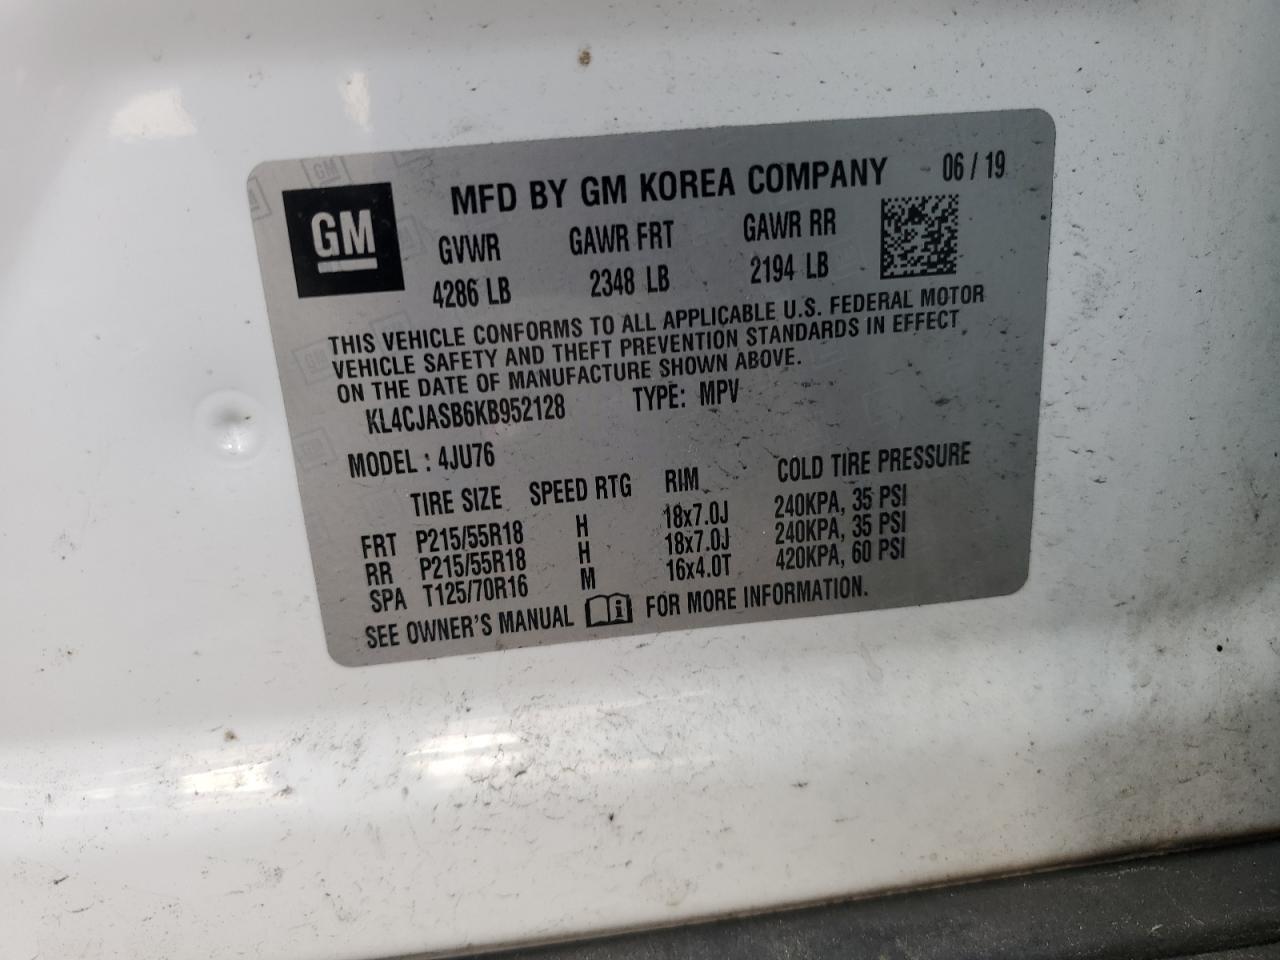 GM
MFD BY GM KOREA COMPANY 06 / 19
GVWR GAWR FRT GAWR RR
4286 LB 2348 LB 2194 LB
THIS VEHICLE CONFORMS TO ALL APPLICABLE U.S. FEDERAL MOTOR
VEHICLE SAFETY AND THEFT PREVENTION STANDARDS IN EFFECT
ON THE DATE OF MANUFACTURE SHOWN ABOVE.
KL4CJASB6KB952128 TYPE: MPV
MODEL : 4JU76
TIRE SIZE SPEED RTG RIM COLD TIRE PRESSURE
FRT P215/55R18 H 18x7.0J 240KPA, 35 PSI
RR P215/55R18 H 18x7.0J 240KPA, 35 PSI
SPA T125/70R16 M 16x4.0T 420KPA, 60 PSI
SEE OWNER'S MANUAL FOR MORE INFORMATION.